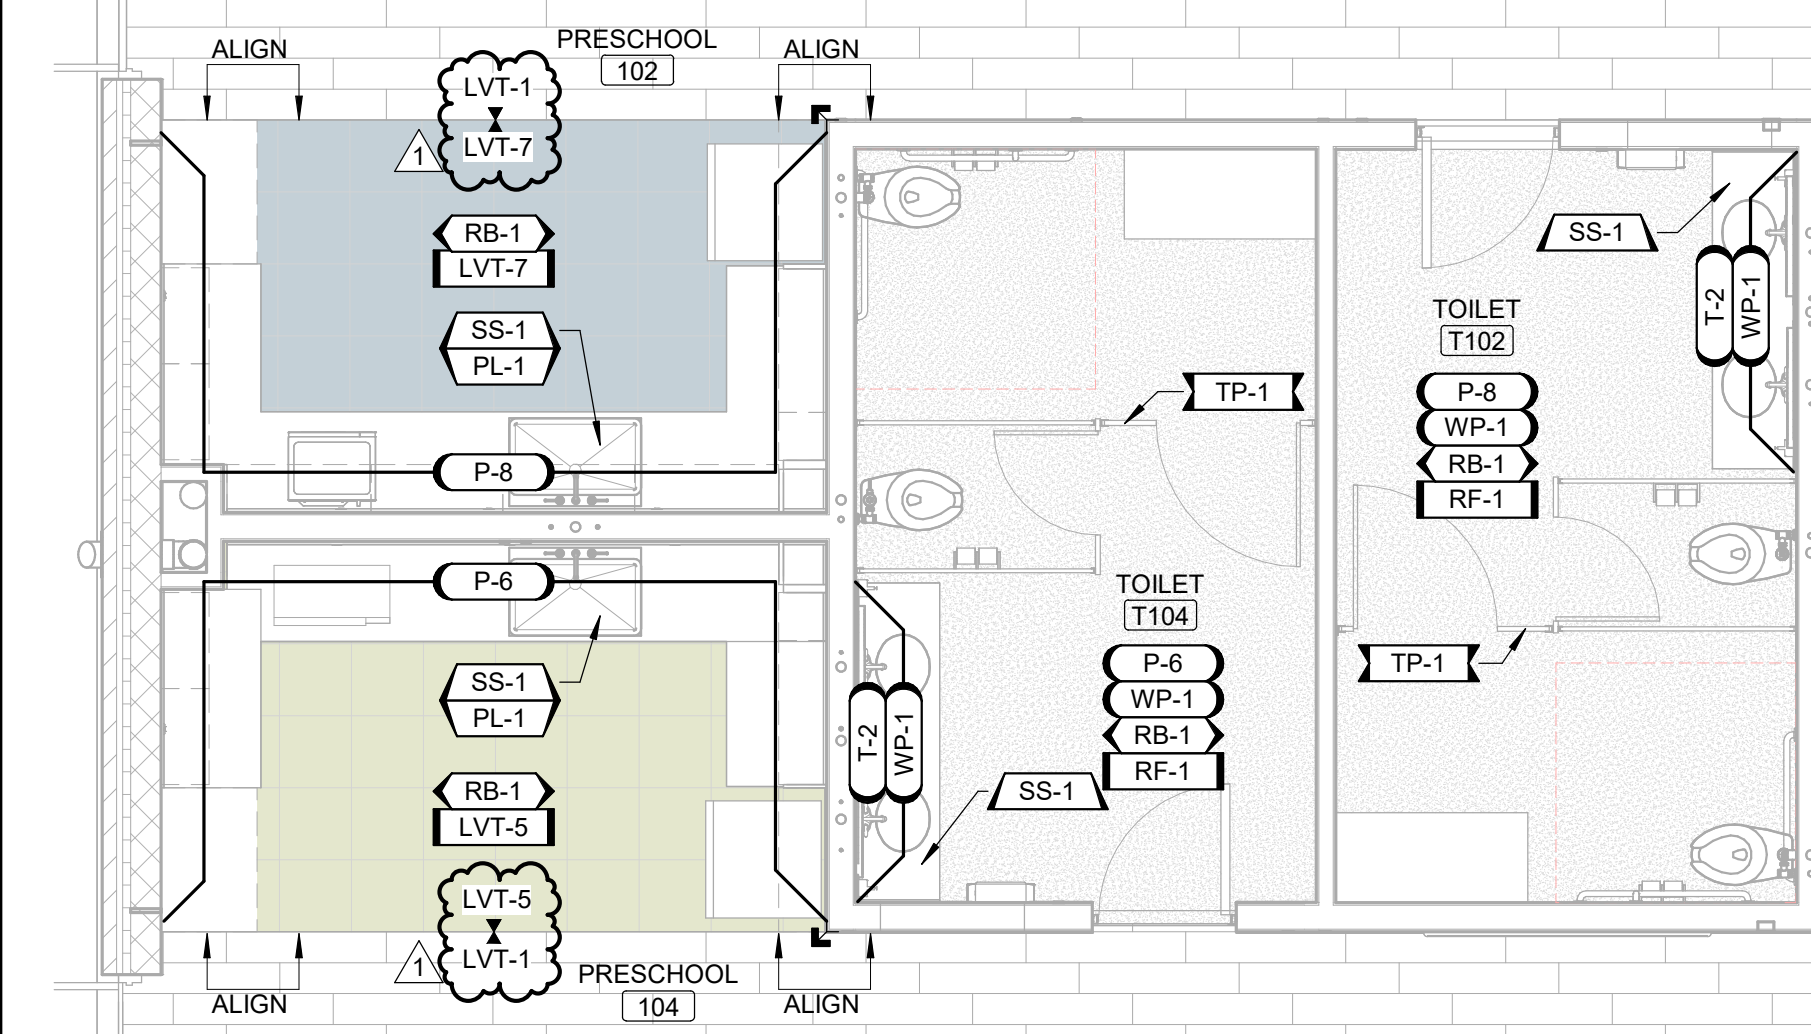 ALIGN
PRESCHOOL
102
ALIGN
LVT-1
LVT-7
1
RB-1
LVT-7
SS-1
PL-1
P-8
P-6
SS-1
PL-1
RB-1
LVT-5
LVT-5
LVT-1
1
ALIGN
PRESCHOOL
104
ALIGN
TP-1
TOILET
T104
P-6
WP-1
RB-1
RF-1
SS-1
T-2
WP-1
SS-1
TOILET
T102
P-8
WP-1
RB-1
RF-1
T-2
WP-1
TP-1